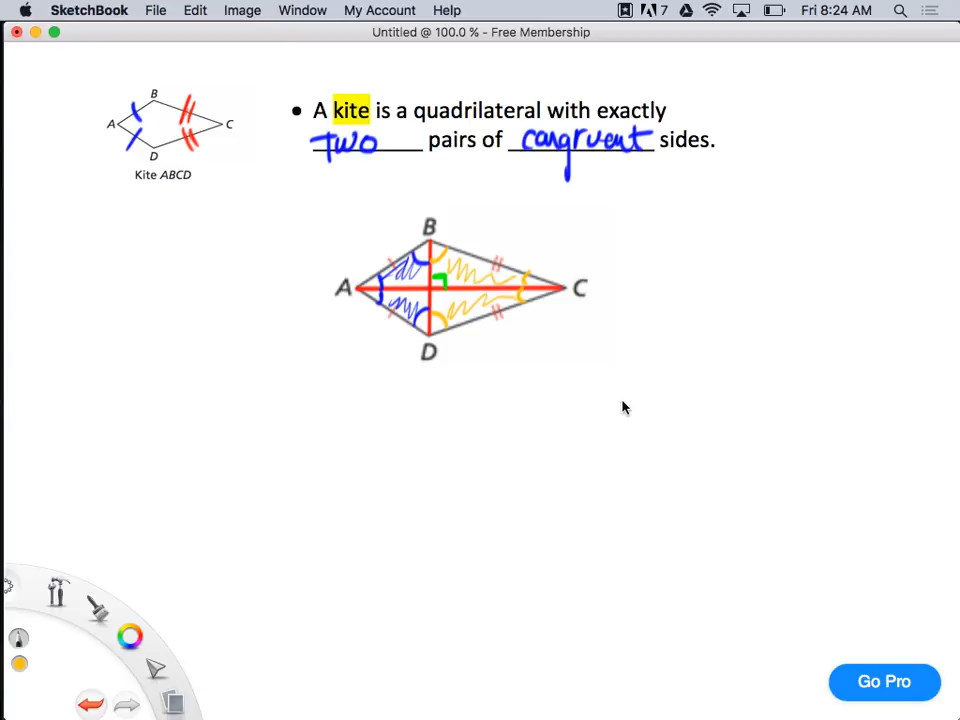 SketchBook File Edit Image Window My Account Help 7 Fri 8:24 AM
Untitled @ 100.0 % - Free Membership
B
A C
D
Kite ABCD
• A kite is a quadrilateral with exactly
two pairs of congruent sides.
B
A C
D
Go Pro